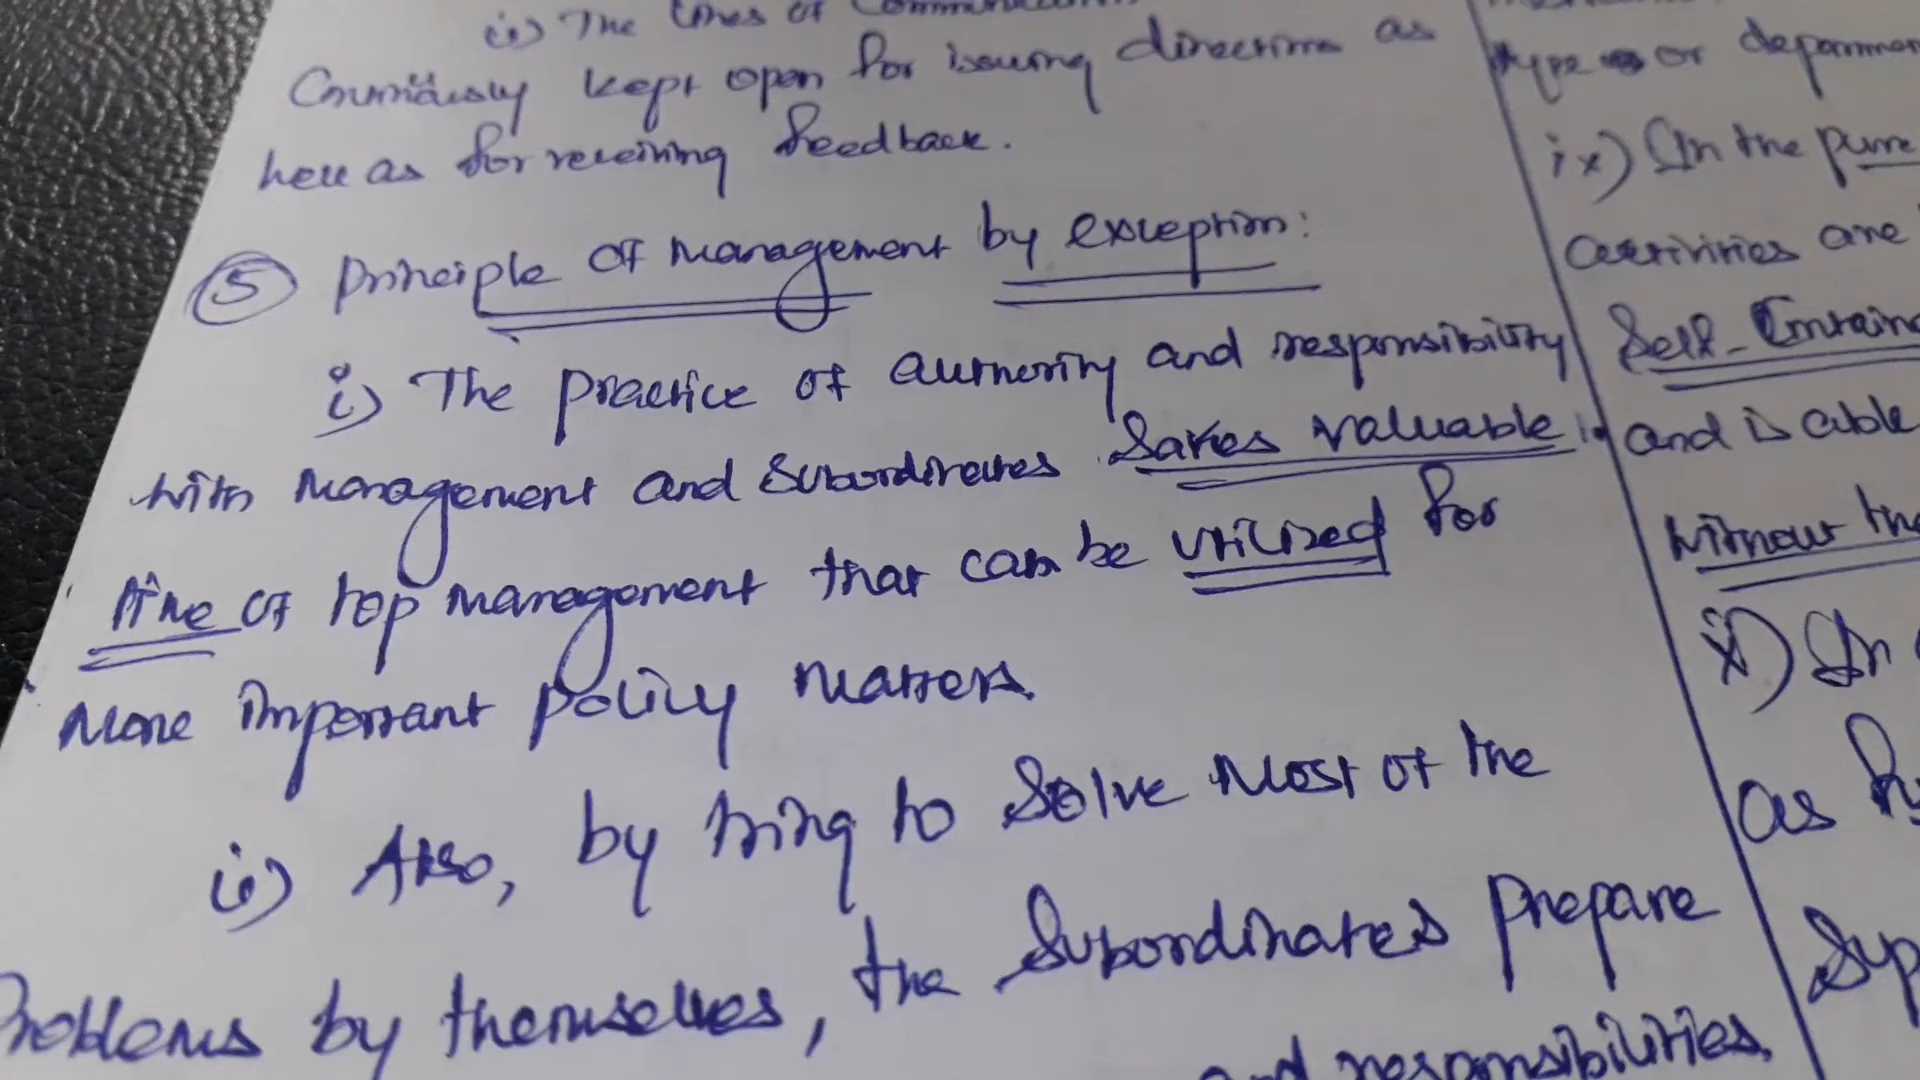 ii) The lines of Communication
Continuously kept open for issuing directions as
well as for receiving feedback.
5 Principle of Management by exception:
i) The practice of authority and responsibility
with Management and Subordinates Saves valuable
time of top management that can be utilized for
More important policy matters.
ii) Also, by tring to Solve Most of the
Problems by themselves, the Subordinates prepare
and responsibilities.
type or
ix) In the pure
activities are
Self-
and is able
without the
x) In
as